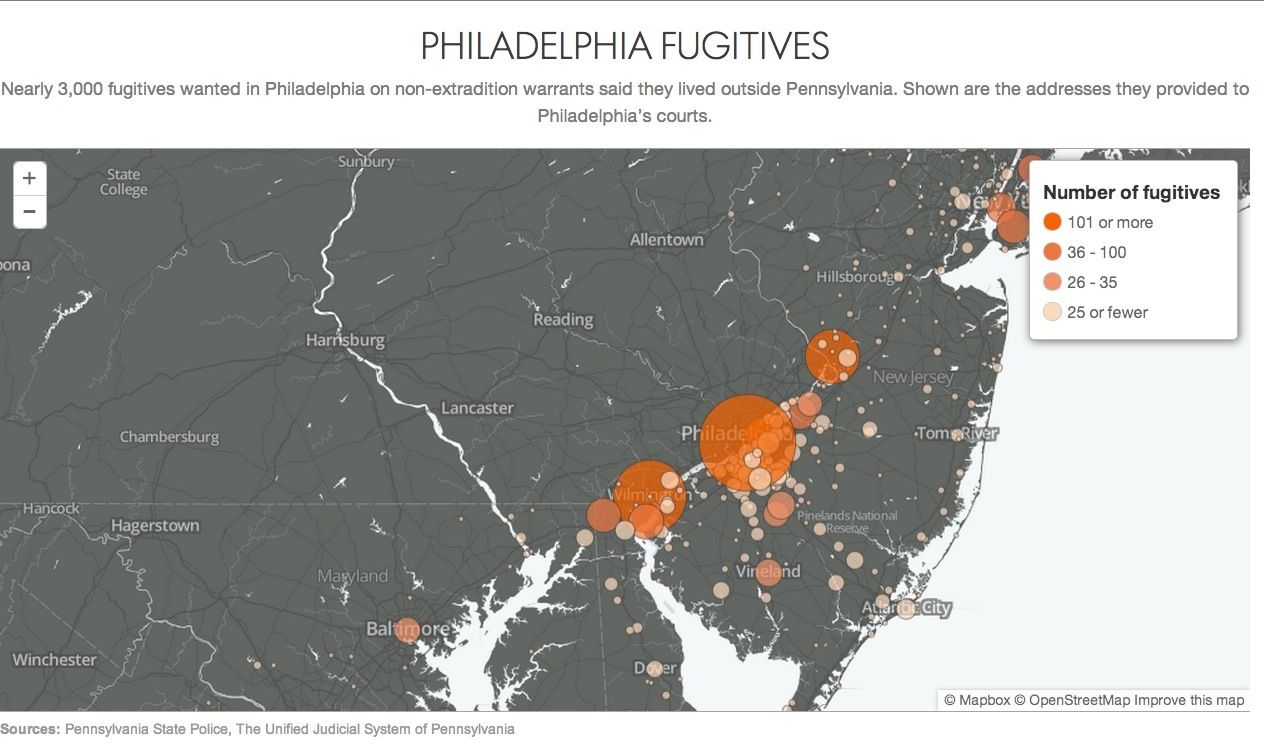 PHILADELPHIA FUGITIVES
Nearly 3,000 fugitives wanted in Philadelphia on non-extradition warrants said they lived outside Pennsylvania. Shown are the addresses they provided to
Philadelphia's courts.
+
−
Sunbury
State
College
Number of fugitives
101 or more
36 - 100
26 - 35
25 or fewer
Allentown
oona
Hillsborough
Reading
Harrisburg
New Jersey
Lancaster
Chambersburg
Philadelphia
Toms River
Wilmington
Hancock
Hagerstown
Pinelands National
Reserve
Maryland
Vineland
Atlantic City
Baltimore
Winchester
Dover
© Mapbox © OpenStreetMap Improve this map
Sources: Pennsylvania State Police, The Unified Judicial System of Pennsylvania